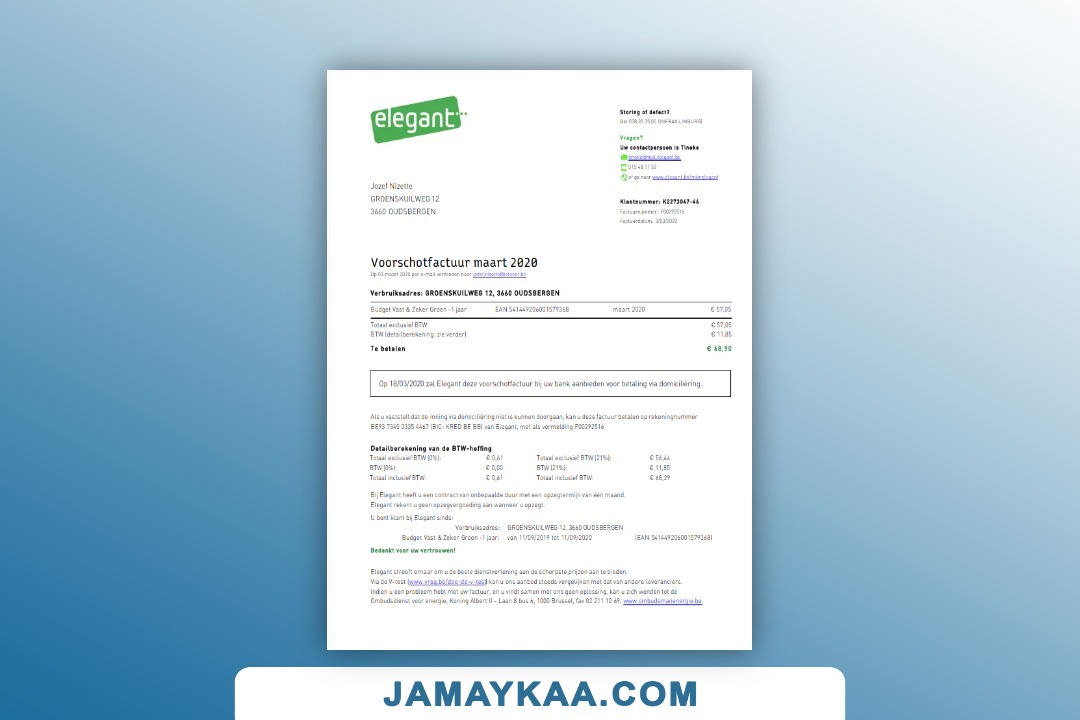 elegant
Storing of defect?
Vragen?
Uw contactpersoon is Tineke
015 40 11 52
of ga naar www.elegant.be/mijnelegant
Jozef Nizette
GROENSKUILWEG 12
3660 OUDSBERGEN
Klantnummer: K2273047-46
Factuurnummer: F00292516
Factuurdatum: 3/03/2020
Voorschotfactuur maart 2020
Op 03 maart 2020 per e-mail verzonden naar
Verbruiksadres: GROENSKUILWEG 12, 3660 OUDSBERGEN
Budget Vast & Zeker Groen -1 jaar EAN 541449206001579368 maart 2020 € 57,05
Totaal exclusief BTW € 57,05
BTW (detailberekening: zie verder) € 11,85
Te betalen € 68,90
Op 18/03/2020 zal Elegant deze voorschotfactuur bij uw bank aanbieden voor betaling via domiciliëring.
Als u vaststelt dat de inning via domiciliëring niet is kunnen doorgaan, kan u deze factuur betalen op rekeningnummer
BE93 7340 3335 4467 (BIC: KRED BE BB) van Elegant, met als vermelding F00292516
Detailberekening van de BTW-heffing
Totaal exclusief BTW (0%): € 0,61 Totaal exclusief BTW (21%): € 56,44
BTW (0%): € 0,00 BTW (21%): € 11,85
Totaal inclusief BTW: € 0,61 Totaal inclusief BTW: € 68,29
Bij Elegant heeft u een contract van onbepaalde duur met een opzegtermijn van één maand.
Elegant rekent u geen opzegvergoeding aan wanneer u opzegt.
U bent klant bij Elegant sinds:
Verbruiksadres: GROENSKUILWEG 12, 3660 OUDSBERGEN
Budget Vast & Zeker Groen -1 jaar: van 11/09/2019 tot 11/09/2020 (EAN 541449206001579368)
Bedankt voor uw vertrouwen!
Elegant streeft ernaar om u de beste dienstverlening aan de scherpste prijzen aan te bieden.
Via de V-test (www.vreg.be/doe-de-v-test) kan u ons aanbod steeds vergelijken met dat van andere leveranciers.
Indien u een probleem hebt met uw factuur, en u vindt samen met ons geen oplossing, kan u zich wenden tot de
Ombudsdienst voor energie, Koning Albert II - Laan 8 bus 6, 1000 Brussel, fax 02 211 10 69, www.ombudsmanenergie.be.
JAMAYKAA.COM